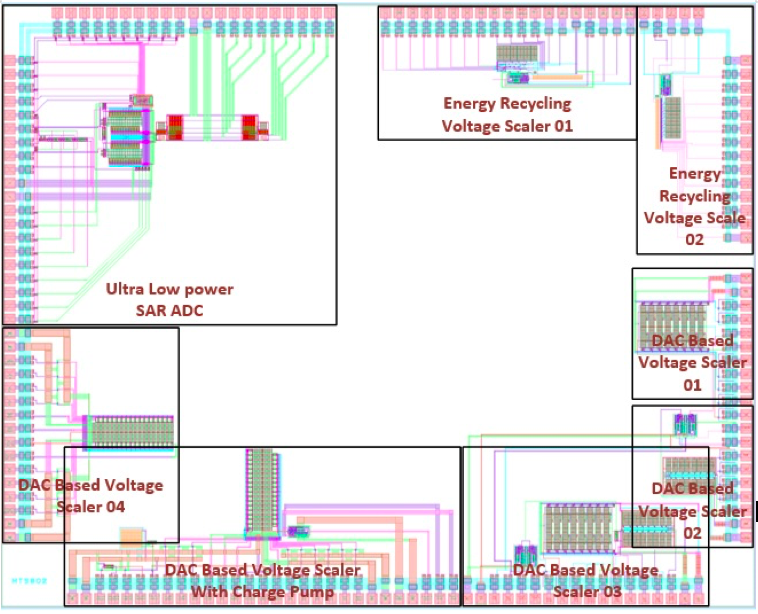 Energy Recycling
Voltage Scaler 01
Energy
Recycling
Voltage Scale
02
Ultra Low power
SAR ADC
DAC Based
Voltage Scaler
01
DAC Based Voltage
Scaler 04
DAC Based
Voltage Scaler
02
DAC Based Voltage Scaler
With Charge Pump
DAC Based Voltage
Scaler 03